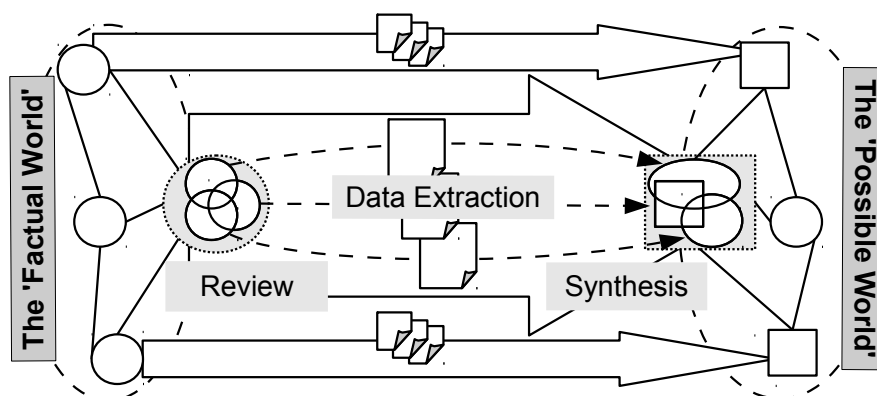 The 'Factual World'
Data Extraction
Review
Synthesis
The 'Possible World'